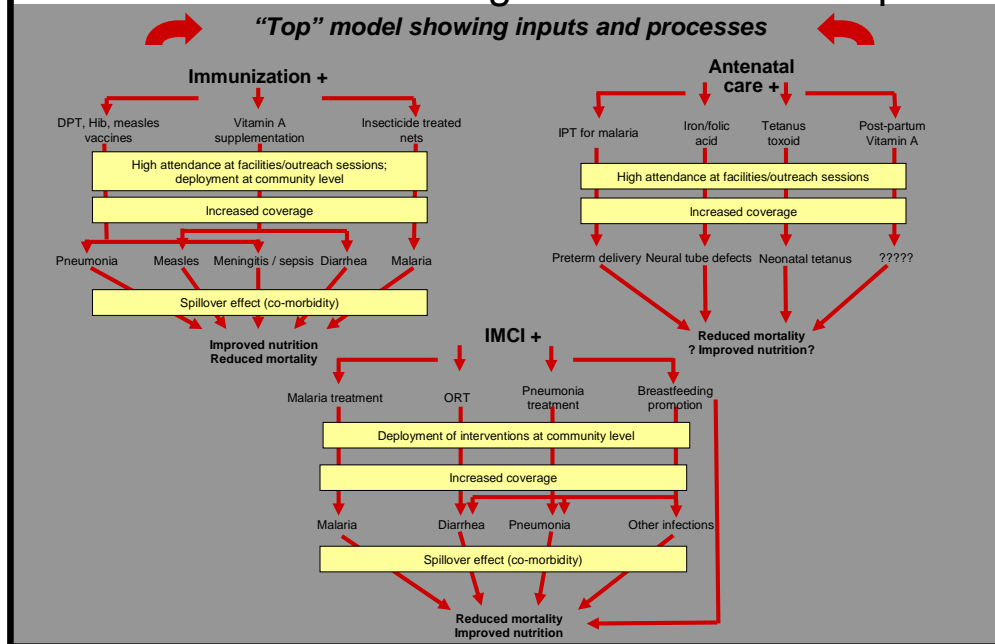 “Top” model showing inputs and processes
Immunization +
DPT, Hib, measles
vaccines
Vitamin A
supplementation
Insecticide treated
nets
High attendance at facilities/outreach sessions;
deployment at community level
Increased coverage
Pneumonia
Measles
Meningitis / sepsis
Diarrhea
Malaria
Spillover effect (co-morbidity)
Improved nutrition
Reduced mortality
Antenatal
care +
IPT for malaria
Iron/folic
acid
Tetanus
toxoid
Post-partum
Vitamin A
High attendance at facilities/outreach sessions
Increased coverage
Preterm delivery
Neural tube defects
Neonatal tetanus
?????
Reduced mortality
? Improved nutrition?
IMCI +
Malaria treatment
ORT
Pneumonia
treatment
Breastfeeding
promotion
Deployment of interventions at community level
Increased coverage
Malaria
Diarrhea
Pneumonia
Other infections
Spillover effect (co-morbidity)
Reduced mortality
Improved nutrition